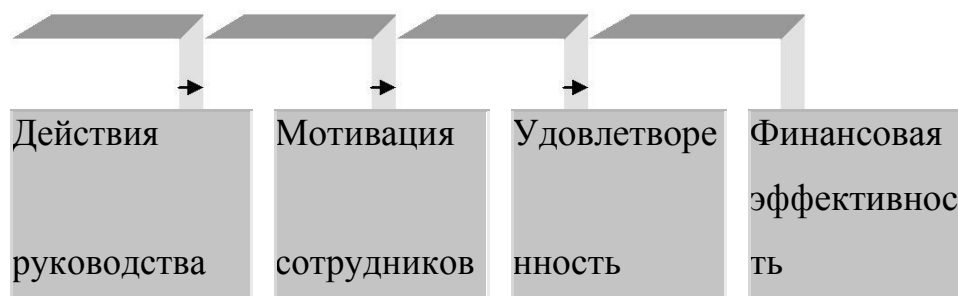 Действия
руководства
Мотивация
сотрудников
Удовлетворе
нность
Финансовая
эффективнос
ть